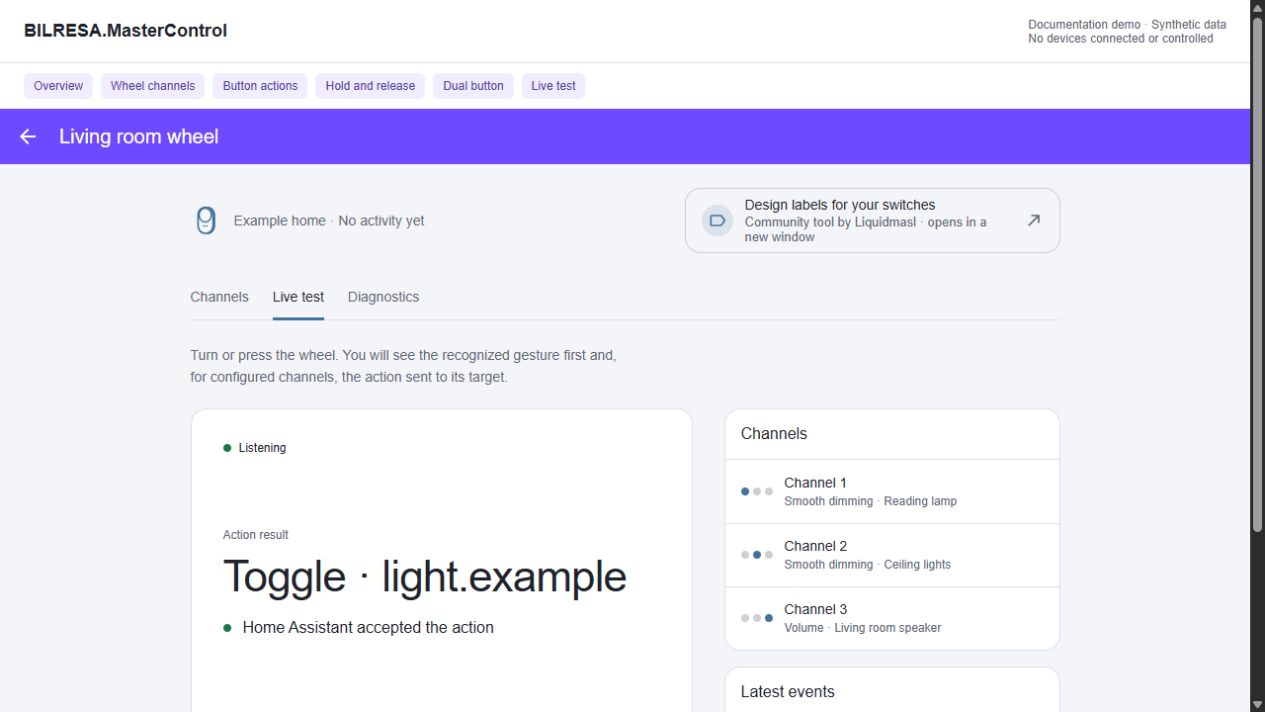 BILRESA.MasterControl
Documentation demo · Synthetic data
No devices connected or controlled
Overview
Wheel channels
Button actions
Hold and release
Dual button
Live test
Living room wheel
Example home · No activity yet
Design labels for your switches
Community tool by Liquidmasl · opens in a
new window
Channels
Live test
Diagnostics
Turn or press the wheel. You will see the recognized gesture first and,
for configured channels, the action sent to its target.
Listening
Action result
Toggle · light.example
Home Assistant accepted the action
Channels
Channel 1
Smooth dimming · Reading lamp
Channel 2
Smooth dimming · Ceiling lights
Channel 3
Volume · Living room speaker
Latest events